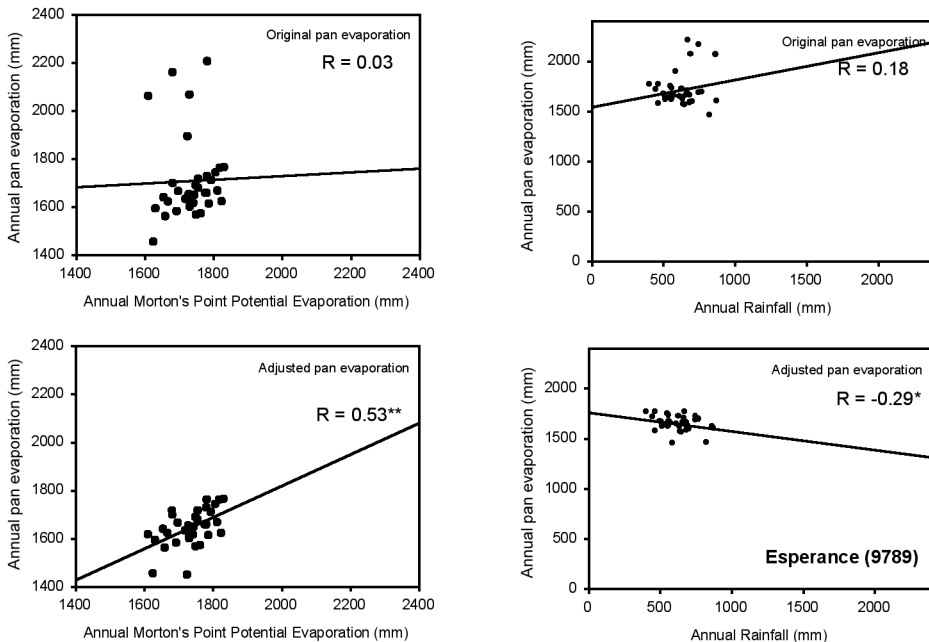 Annual pan evaporation (mm)
2400
2200
2000
1800
1600
1400
Original pan evaporation
R = 0.03
1400 1600 1800 2000 2200 2400
Annual Morton's Point Potential Evaporation (mm)
Annual pan evaporation (mm)
2000
1500
1000
500
0
Original pan evaporation
R = 0.18
0 500 1000 1500 2000
Annual Rainfall (mm)
Annual pan evaporation (mm)
2400
2200
2000
1800
1600
1400
Adjusted pan evaporation
R = 0.53**
1400 1600 1800 2000 2200 2400
Annual Morton's Point Potential Evaporation (mm)
Annual pan evaporation (mm)
2000
1500
1000
500
0
Adjusted pan evaporation
R = -0.29*
Esperance (9789)
0 500 1000 1500 2000
Annual Rainfall (mm)